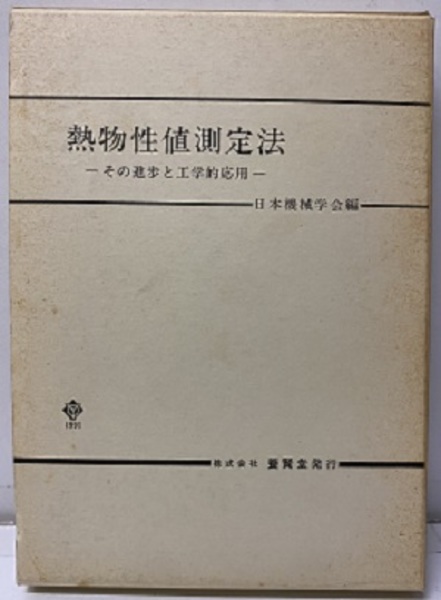 熱物性値測定法
—その進歩と工学的応用—
日本機械学会編
株式会社 養賢堂発行